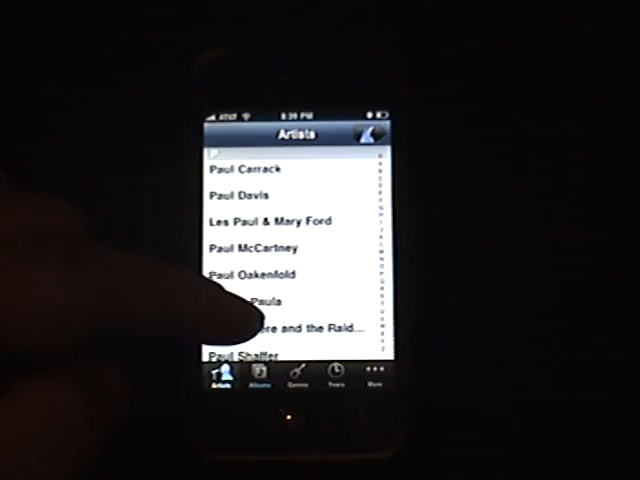 AT&T 8:39 PM
Artists
P
Paul Carrack
Paul Davis
Les Paul & Mary Ford
Paul McCartney
Paul Oakenfold
Paula
ere and the Raid...
Paul Shaffer
Artists Albums Genres Years More